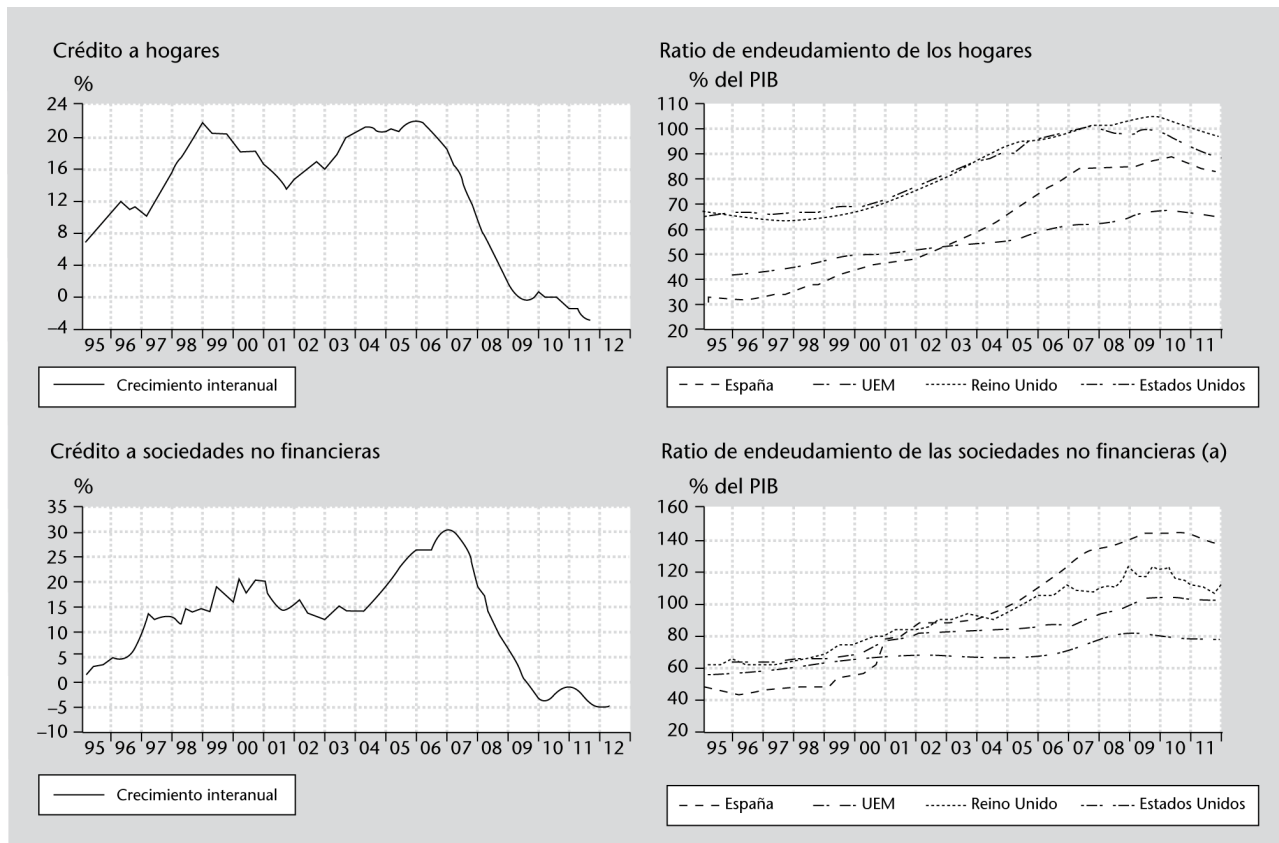 Crédito a hogares
%
24
20
16
12
8
4
0
–4
95 96 97 98 99 00 01 02 03 04 05 06 07 08 09 10 11 12
Crecimiento interanual
Ratio de endeudamiento de los hogares
% del PIB
110
100
90
80
70
60
50
40
30
20
95 96 97 98 99 00 01 02 03 04 05 06 07 08 09 10 11
España UEM Reino Unido Estados Unidos
Crédito a sociedades no financieras
%
35
30
25
20
15
10
5
0
–5
–10
95 96 97 98 99 00 01 02 03 04 05 06 07 08 09 10 11 12
Crecimiento interanual
Ratio de endeudamiento de las sociedades no financieras (a)
% del PIB
160
140
120
100
80
60
40
20
95 96 97 98 99 00 01 02 03 04 05 06 07 08 09 10 11
España UEM Reino Unido Estados Unidos